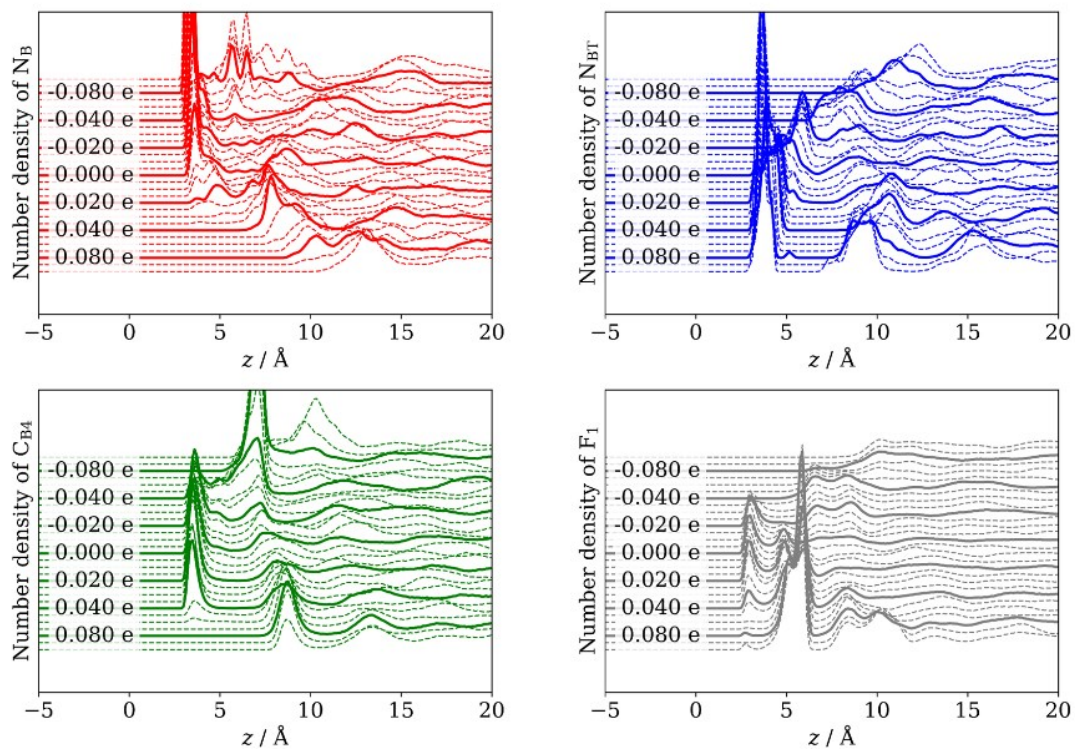 Number density of N_B
-0.080 e
-0.040 e
-0.020 e
0.000 e
0.020 e
0.040 e
0.080 e
−5 0 5 10 15 20
z / Å
Number density of N_BT
-0.080 e
-0.040 e
-0.020 e
0.000 e
0.020 e
0.040 e
0.080 e
−5 0 5 10 15 20
z / Å
Number density of C_B4
-0.080 e
-0.040 e
-0.020 e
0.000 e
0.020 e
0.040 e
0.080 e
−5 0 5 10 15 20
z / Å
Number density of F_1
-0.080 e
-0.040 e
-0.020 e
0.000 e
0.020 e
0.040 e
0.080 e
−5 0 5 10 15 20
z / Å